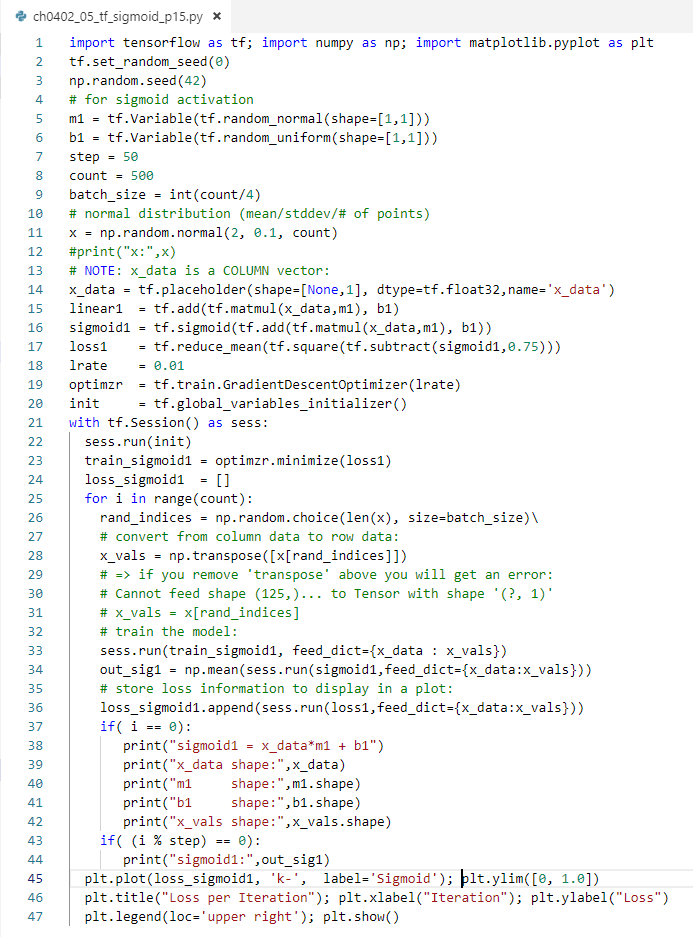 ch0402_05_tf_sigmoid_p15.py ×
1 import tensorflow as tf; import numpy as np; import matplotlib.pyplot as plt
2 tf.set_random_seed(0)
3 np.random.seed(42)
4 # for sigmoid activation
5 m1 = tf.Variable(tf.random_normal(shape=[1,1]))
6 b1 = tf.Variable(tf.random_uniform(shape=[1,1]))
7 step = 50
8 count = 500
9 batch_size = int(count/4)
10 # normal distribution (mean/stddev/# of points)
11 x = np.random.normal(2, 0.1, count)
12 #print("x:",x)
13 # NOTE: x_data is a COLUMN vector:
14 x_data = tf.placeholder(shape=[None,1], dtype=tf.float32,name='x_data')
15 linear1  = tf.add(tf.matmul(x_data,m1), b1)
16 sigmoid1 = tf.sigmoid(tf.add(tf.matmul(x_data,m1), b1))
17 loss1    = tf.reduce_mean(tf.square(tf.subtract(sigmoid1,0.75)))
18 lrate    = 0.01
19 optimzr  = tf.train.GradientDescentOptimizer(lrate)
20 init     = tf.global_variables_initializer()
21 with tf.Session() as sess:
22   sess.run(init)
23   train_sigmoid1 = optimzr.minimize(loss1)
24   loss_sigmoid1  = []
25   for i in range(count):
26     rand_indices = np.random.choice(len(x), size=batch_size)\
27     # convert from column data to row data:
28     x_vals = np.transpose([x[rand_indices]])
29     # => if you remove 'transpose' above you will get an error:
30     # Cannot feed shape (125,)... to Tensor with shape '(?, 1)'
31     # x_vals = x[rand_indices]
32     # train the model:
33     sess.run(train_sigmoid1, feed_dict={x_data : x_vals})
34     out_sig1 = np.mean(sess.run(sigmoid1,feed_dict={x_data:x_vals}))
35     # store loss information to display in a plot:
36     loss_sigmoid1.append(sess.run(loss1,feed_dict={x_data:x_vals}))
37     if( i == 0):
38        print("sigmoid1 = x_data*m1 + b1")
39        print("x_data shape:",x_data)
40        print("m1     shape:",m1.shape)
41        print("b1     shape:",b1.shape)
42        print("x_vals shape:",x_vals.shape)
43     if( (i % step) == 0):
44        print("sigmoid1:",out_sig1)
45   plt.plot(loss_sigmoid1, 'k-',  label='Sigmoid'); plt.ylim([0, 1.0])
46   plt.title("Loss per Iteration"); plt.xlabel("Iteration"); plt.ylabel("Loss")
47   plt.legend(loc='upper right'); plt.show()